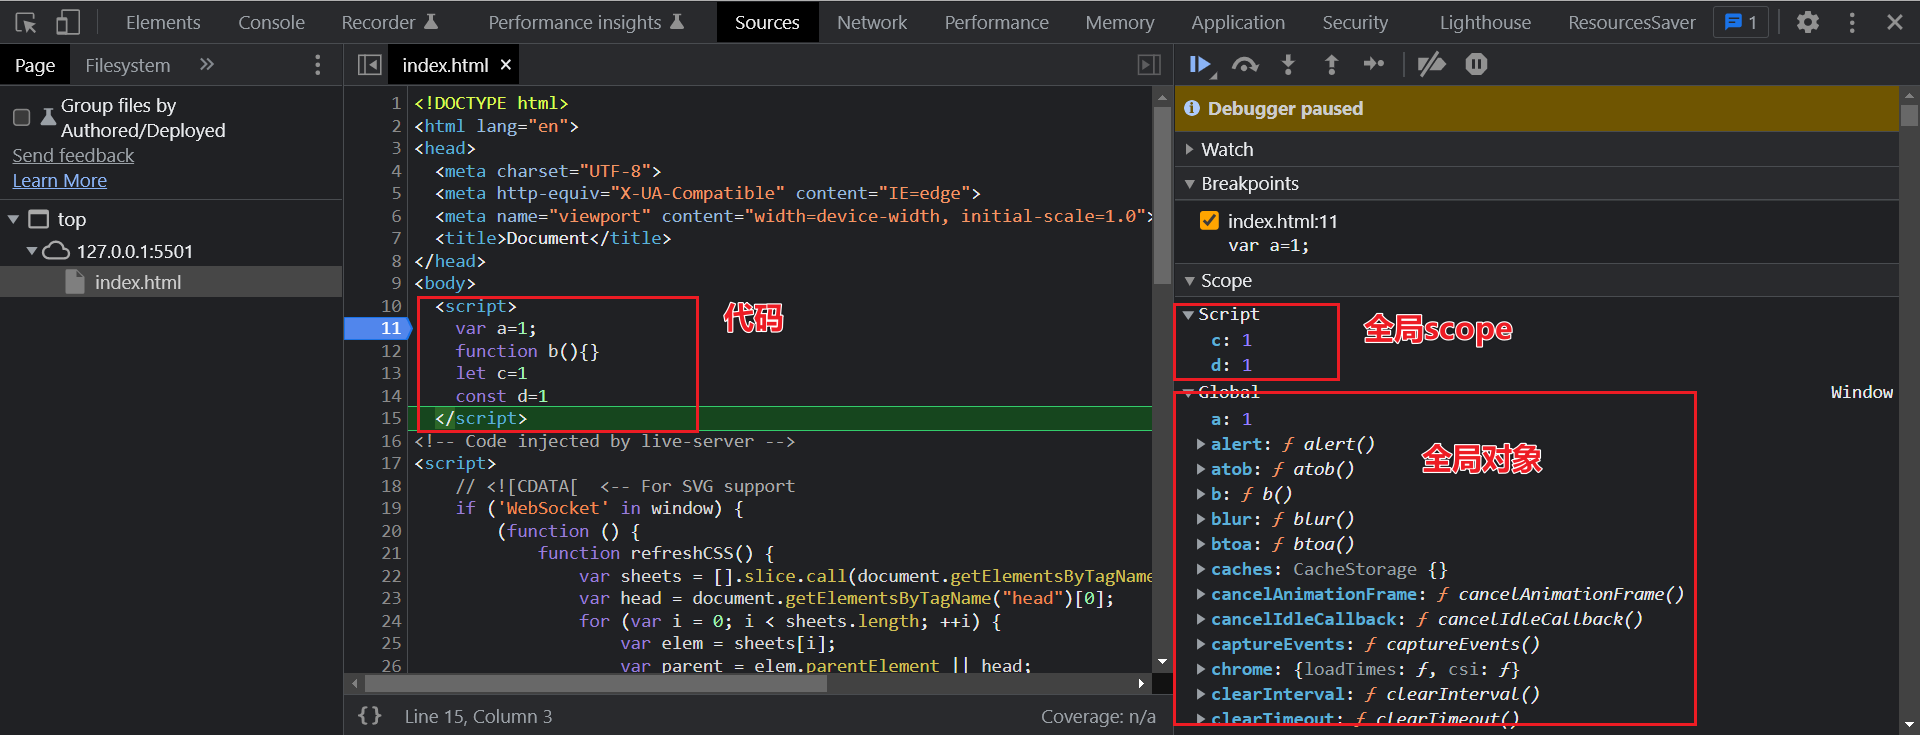 Elements Console Recorder Performance insights Sources Network Performance Memory Application Security Lighthouse ResourcesSaver 1
Page Filesystem
Group files by
Authored/Deployed
Send feedback
Learn More
top
127.0.0.1:5501
index.html
index.html
1 <!DOCTYPE html>
2 <html lang="en">
3 <head>
4 <meta charset="UTF-8">
5 <meta http-equiv="X-UA-Compatible" content="IE=edge">
6 <meta name="viewport" content="width=device-width, initial-scale=1.0">
7 <title>Document</title>
8 </head>
9 <body>
10 <script>
11 var a=1;
12 function b(){}
13 let c=1
14 const d=1
15 </script>
16 <!-- Code injected by live-server -->
17 <script>
18 // <![CDATA[ <-- For SVG support
19 if ('WebSocket' in window) {
20 (function () {
21 function refreshCSS() {
22 var sheets = [].slice.call(document.getElementsByTagName
23 var head = document.getElementsByTagName("head")[0];
24 for (var i = 0; i < sheets.length; ++i) {
25 var elem = sheets[i];
26 var parent = elem.parentElement || head;
代码
{} Line 15, Column 3 Coverage: n/a
Debugger paused
Watch
Breakpoints
index.html:11
var a=1;
Scope
Script
c: 1
d: 1
全局scope
Global Window
a: 1
alert: ƒ alert()
atob: ƒ atob()
b: ƒ b()
blur: ƒ blur()
btoa: ƒ btoa()
caches: CacheStorage {}
cancelAnimationFrame: ƒ cancelAnimationFrame()
cancelIdleCallback: ƒ cancelIdleCallback()
captureEvents: ƒ captureEvents()
chrome: {loadTimes: ƒ, csi: ƒ}
clearInterval: ƒ clearInterval()
clearTimeout: ƒ clearTimeout()
全局对象